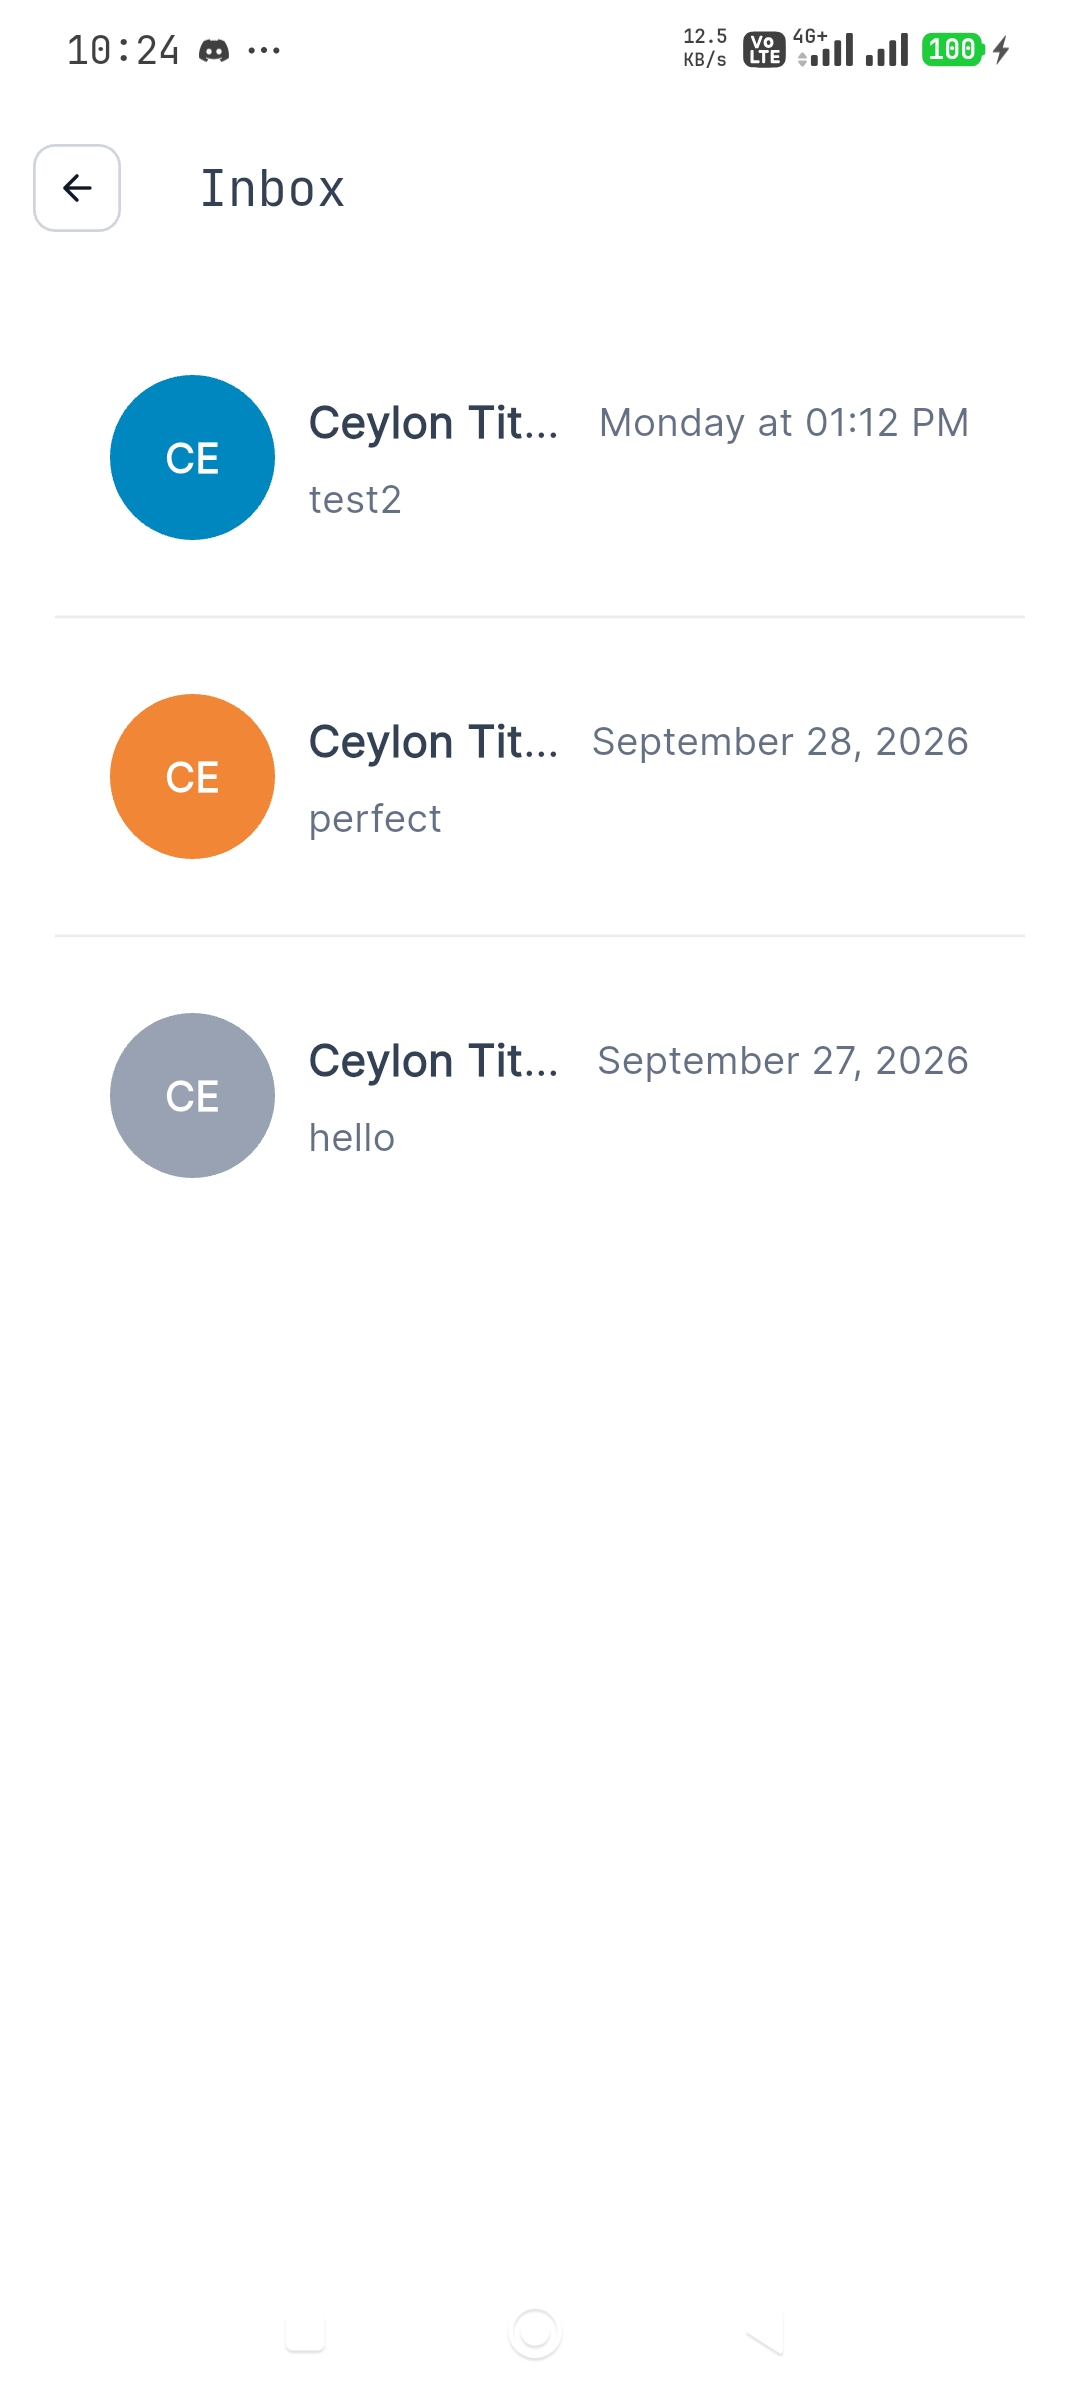 10:24 ... 12.5 KB/s Vo LTE 4G+ 100
Inbox
CE
Ceylon Tit... Monday at 01:12 PM
test2
CE
Ceylon Tit... September 28, 2026
perfect
CE
Ceylon Tit... September 27, 2026
hello